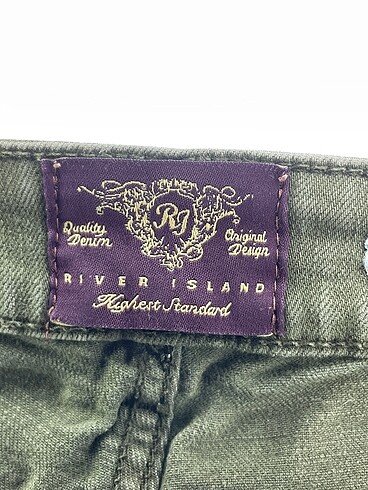 RI
Quality
Denim
Original
Design
RIVER ISLAND
Highest Standard